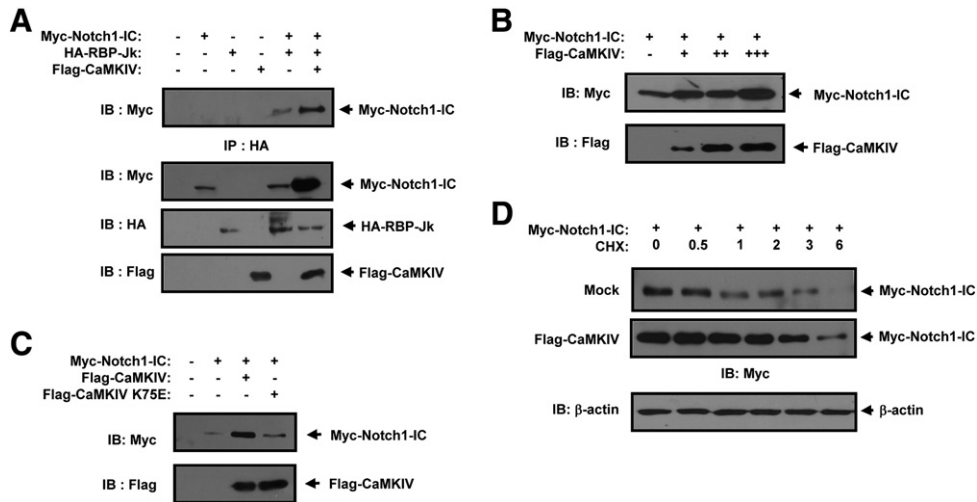 A
Myc-Notch1-IC: - + - - + +
HA-RBP-Jk: - - + - + +
Flag-CaMKIV: - - - + - +
IB : Myc
Myc-Notch1-IC
IP : HA
IB : Myc
Myc-Notch1-IC
IB : HA
HA-RBP-Jk
IB : Flag
Flag-CaMKIV
B
Myc-Notch1-IC: + + + +
Flag-CaMKIV: - + ++ +++
IB: Myc
Myc-Notch1-IC
IB : Flag
Flag-CaMKIV
C
Myc-Notch1-IC: - + + +
Flag-CaMKIV: - - + -
Flag-CaMKIV K75E: - - - +
IB: Myc
Myc-Notch1-IC
IB : Flag
Flag-CaMKIV
D
Myc-Notch1-IC: + + + + + +
CHX: 0 0.5 1 2 3 6
Mock
Myc-Notch1-IC
Flag-CaMKIV
Myc-Notch1-IC
IB: Myc
IB: β-actin
β-actin